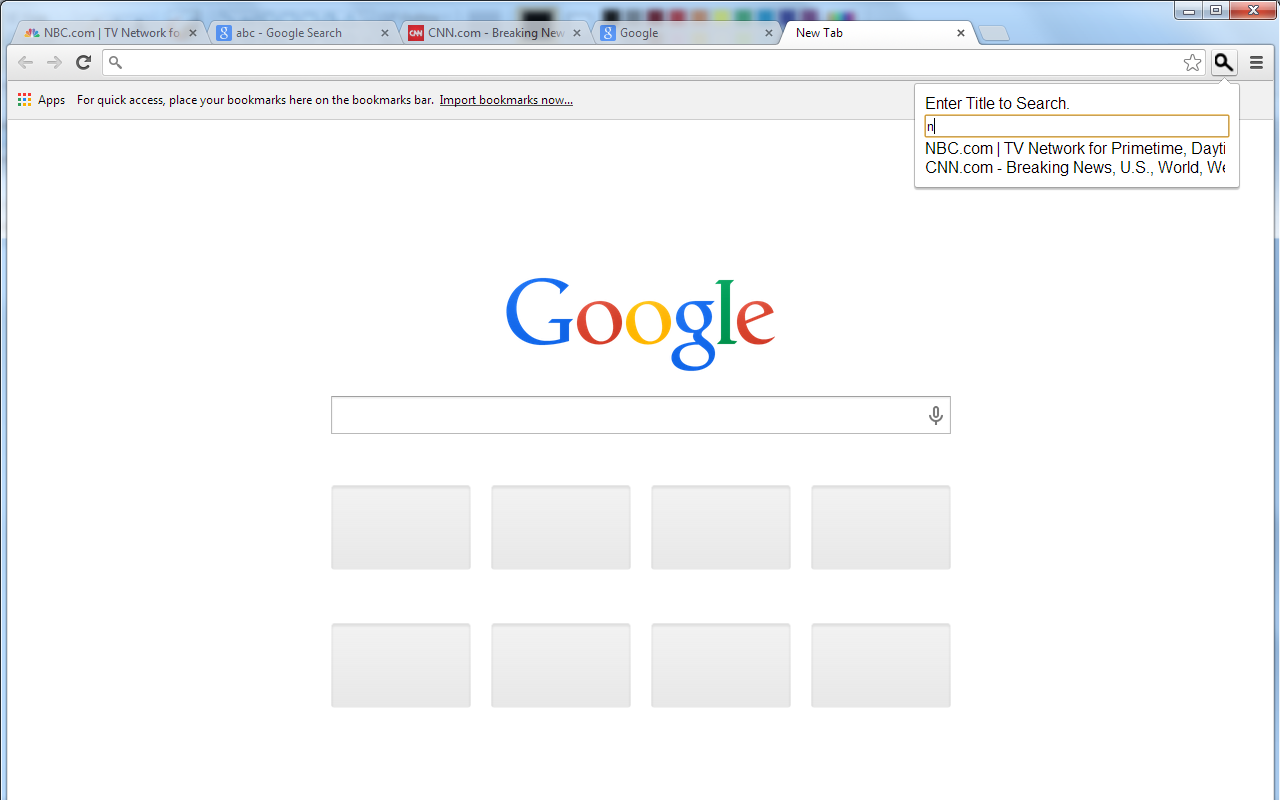 NBC.com | TV Network fo
abc - Google Search
CNN.com - Breaking New
Google
New Tab
Apps
For quick access, place your bookmarks here on the bookmarks bar. Import bookmarks now...
Enter Title to Search.
n
NBC.com | TV Network for Primetime, Dayti
CNN.com - Breaking News, U.S., World, We
Google